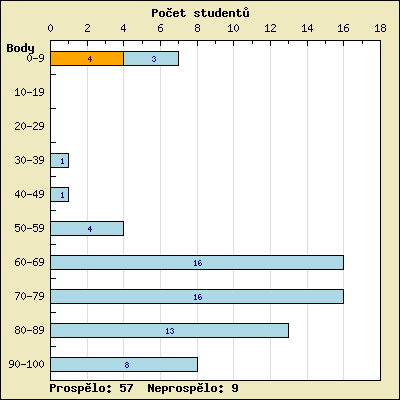 Počet studentů
0 2 4 6 8 10 12 14 16 18
Body
0-9 4 3
10-19
20-29
30-39 1
40-49 1
50-59 4
60-69 16
70-79 16
80-89 13
90-100 8
Prospělo: 57 Neprospělo: 9